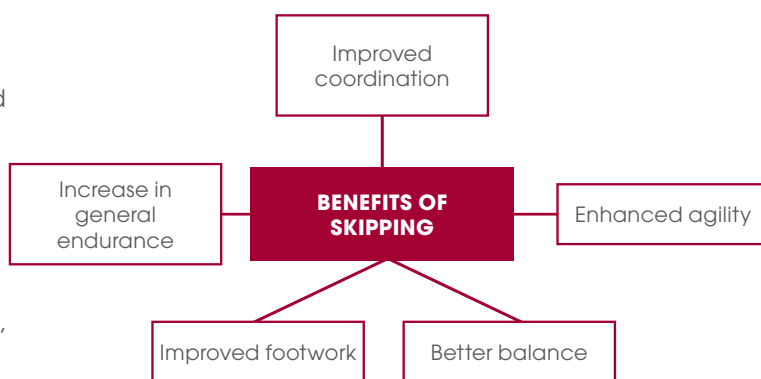 Improved
coordination
Increase in
general
endurance
BENEFITS OF
SKIPPING
Enhanced agility
Improved footwork
Better balance